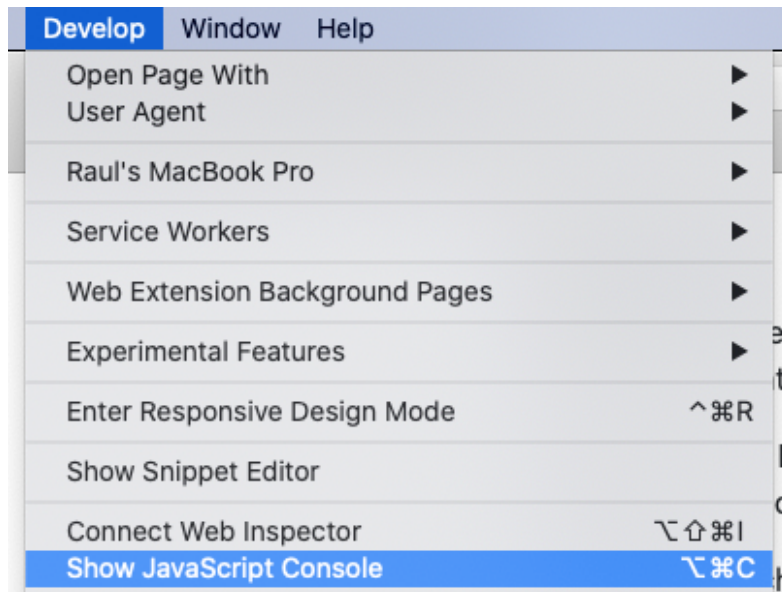 Develop Window Help
Open Page With ▶
User Agent ▶
Raul's MacBook Pro ▶
Service Workers ▶
Web Extension Background Pages ▶
Experimental Features ▶
Enter Responsive Design Mode ^⌘R
Show Snippet Editor
Connect Web Inspector ⌥⇧⌘I
Show JavaScript Console ⌥⌘C